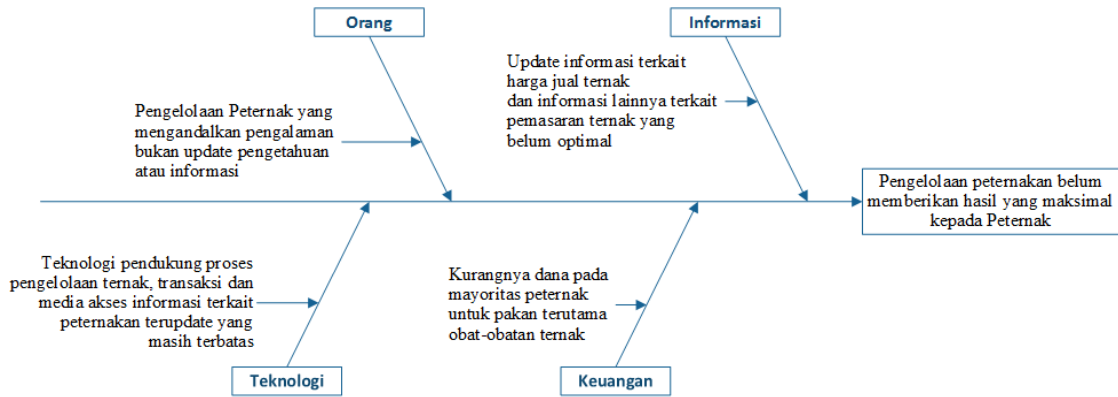 Orang
Informasi
Pengelolaan Peternak yang
mengandalkan pengalaman
bukan update pengetahuan
atau informasi
Update informasi terkait
harga jual ternak
dan informasi lainnya terkait
pemasaran ternak yang
belum optimal
Pengelolaan peternakan belum
memberikan hasil yang maksimal
kepada Peternak
Teknologi pendukung proses
pengelolaan ternak, transaksi dan
media akses informasi terkait
peternakan terupdate yang
masih terbatas
Kurangnya dana pada
mayoritas peternak
untuk pakan terutama
obat-obatan ternak
Teknologi
Keuangan